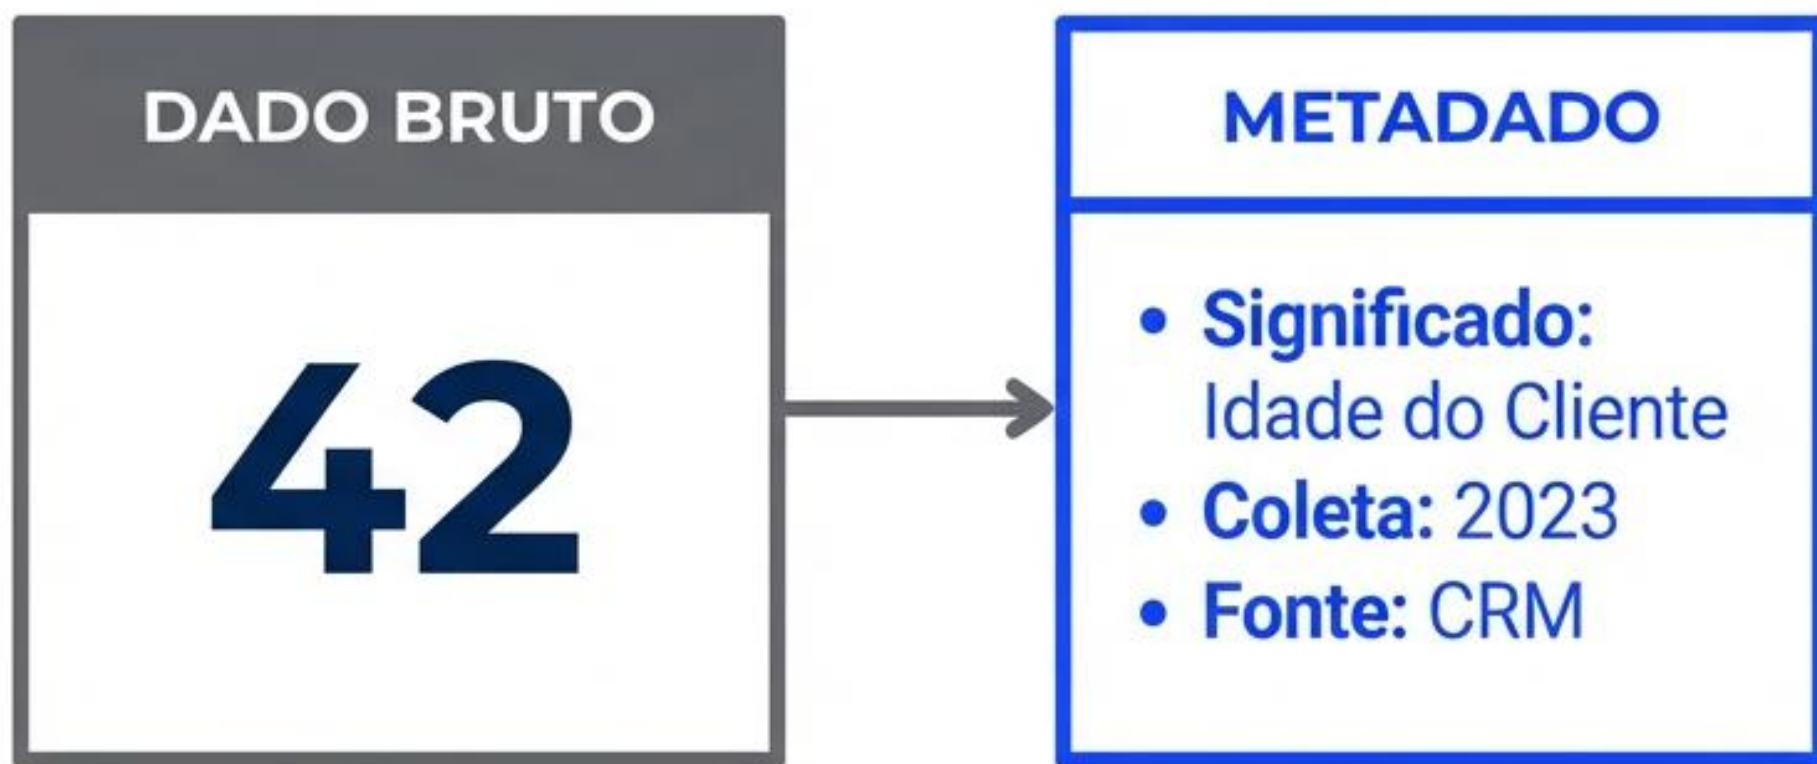 DADO BRUTO
42
METADADO
• Significado:
Idade do Cliente
• Coleta: 2023
• Fonte: CRM